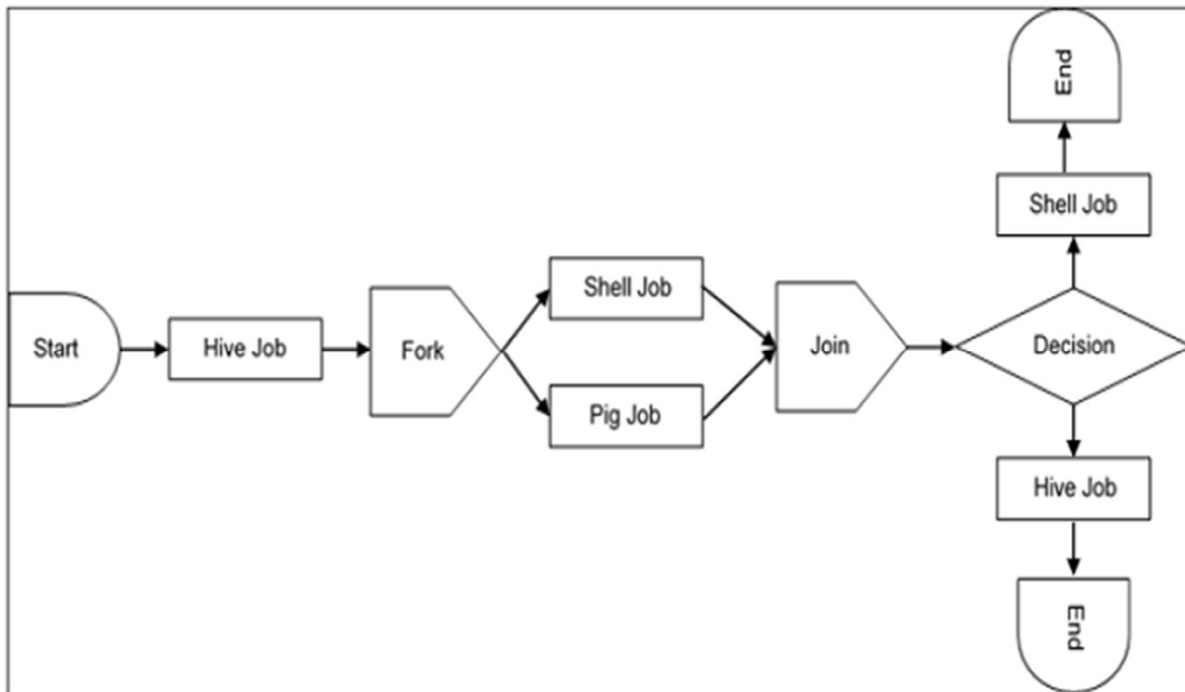 Start
Hive Job
Fork
Shell Job
Pig Job
Join
Decision
Shell Job
End
Hive Job
End